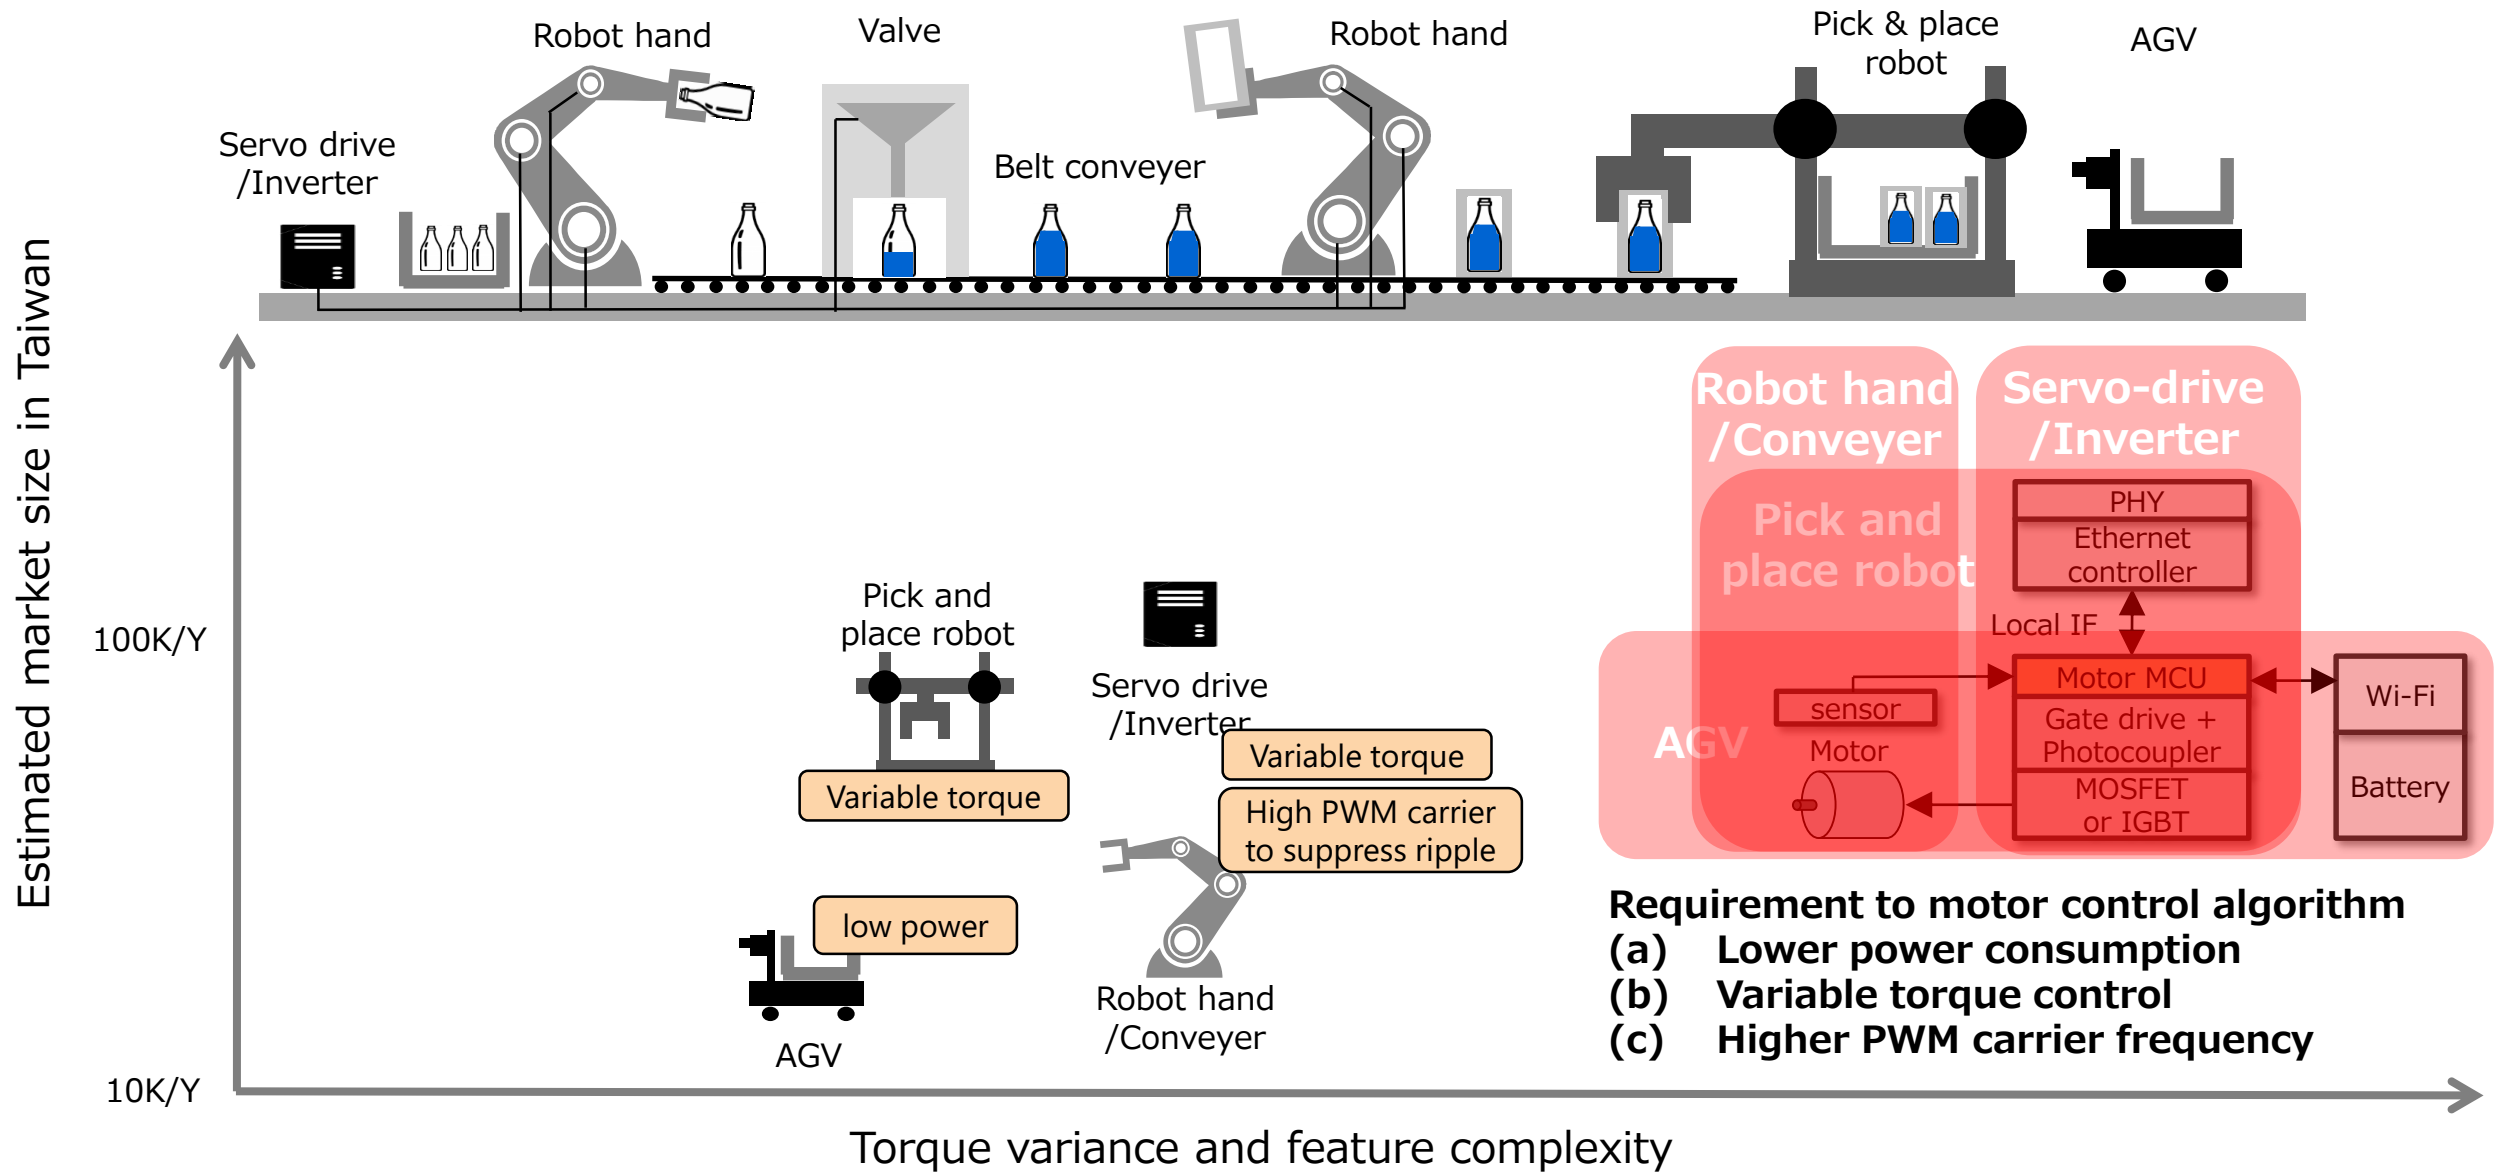 Robot hand
Valve
Robot hand
Pick & place
robot
AGV
Servo drive
/Inverter
Belt conveyer
Estimated market size in Taiwan
100K/Y
10K/Y
Torque variance and feature complexity
Pick and
place robot
Variable torque
Servo drive
/Inverter
Variable torque
High PWM carrier
to suppress ripple
low power
AGV
Robot hand
/Conveyer
Robot hand
/Conveyer
Servo-drive
/Inverter
Pick and
place robot
PHY
Ethernet
controller
Local IF
AGV
sensor
Motor
Motor MCU
Gate drive +
Photocoupler
MOSFET
or IGBT
Wi-Fi
Battery
Requirement to motor control algorithm
(a) Lower power consumption
(b) Variable torque control
(c) Higher PWM carrier frequency